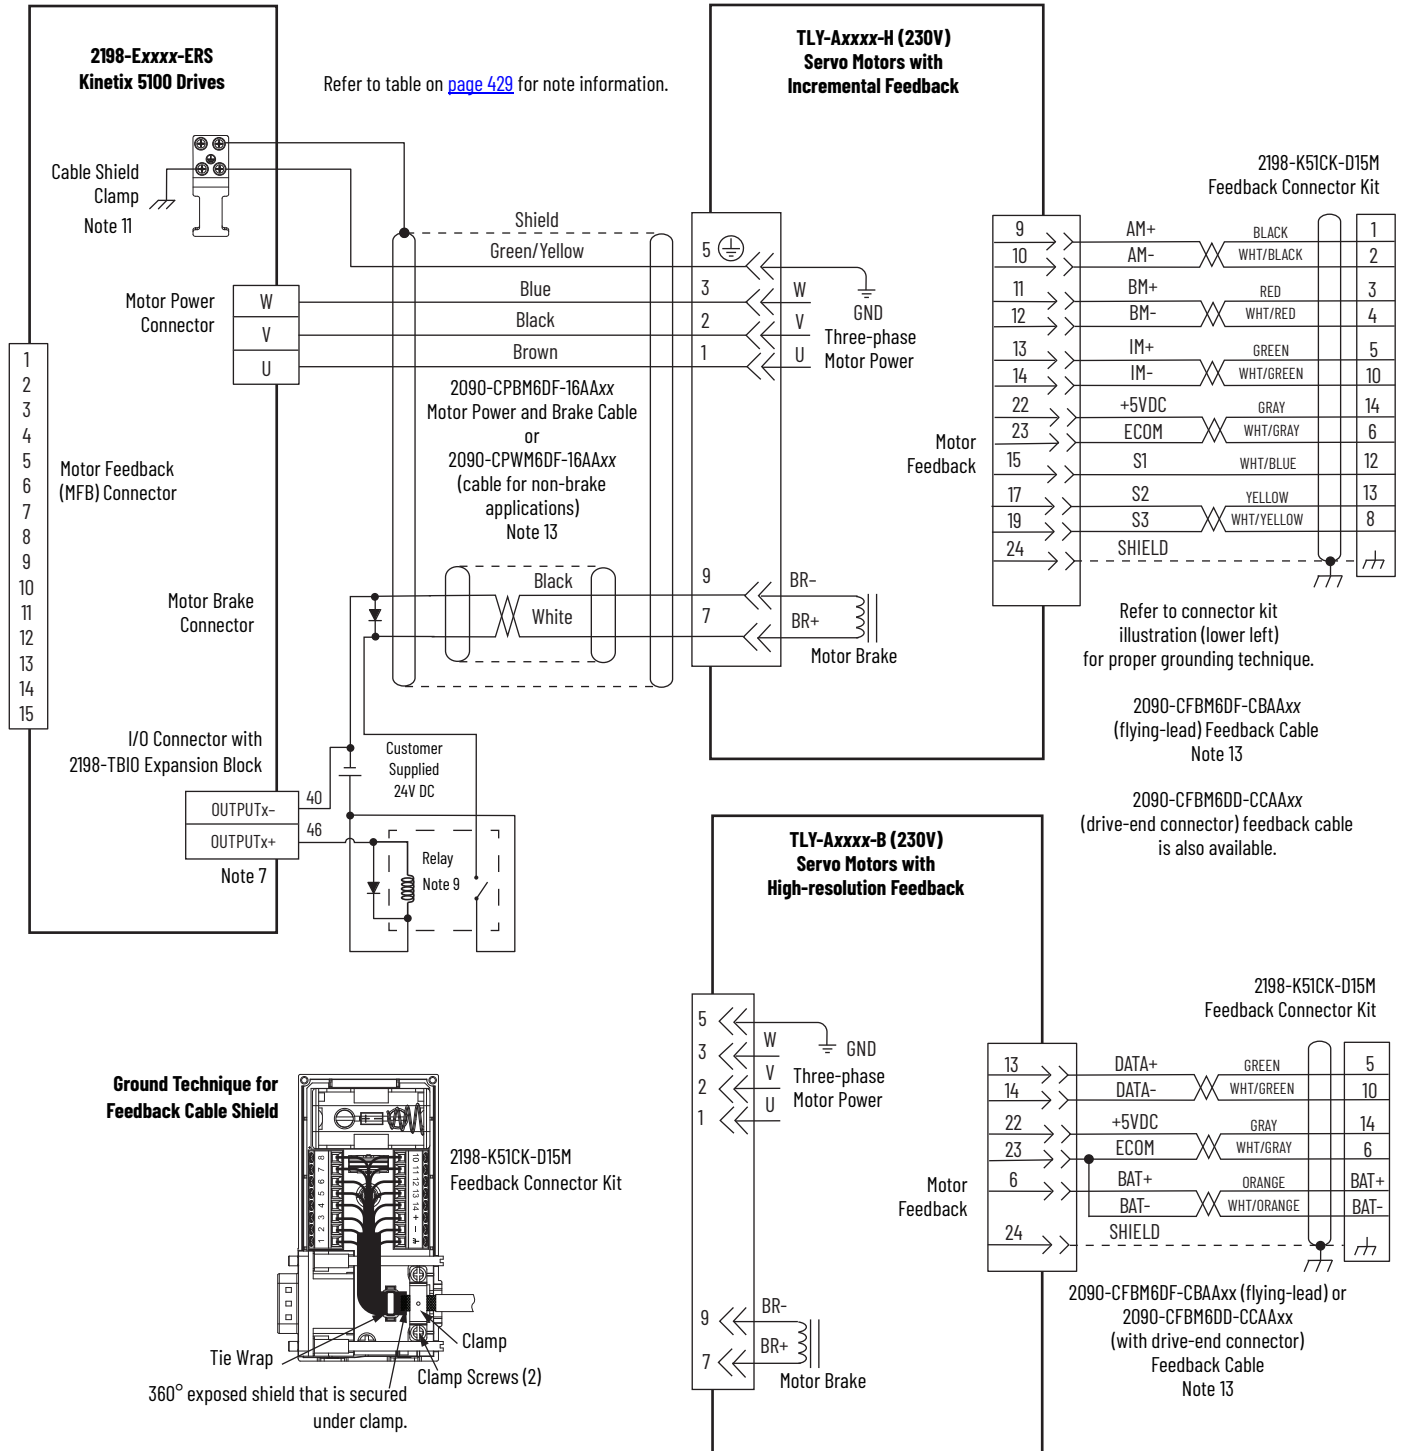 2198-Exxxx-ERS
Kinetix 5100 Drives
Refer to table on page 429 for note information.
TLY-Axxxx-H (230V)
Servo Motors with
Incremental Feedback
Cable Shield
Clamp
Note 11
Shield
Green/Yellow
Blue
Black
Brown
Motor Power
Connector
W
V
U
5
3
2
1
W
V
U
GND
Three-phase
Motor Power
2090-CPBM6DF-16AAxx
Motor Power and Brake Cable
or
2090-CPWM6DF-16AAxx
(cable for non-brake
applications)
Note 13
1
2
3
4
5
6
7
8
9
10
11
12
13
14
15
Motor Feedback
(MFB) Connector
Motor Brake
Connector
Black
White
9
7
BR-
BR+
Motor Brake
I/O Connector with
2198-TBIO Expansion Block
OUTPUTx-
OUTPUTx+
40
46
Note 7
Customer
Supplied
24V DC
Relay
Note 9
2198-K51CK-D15M
Feedback Connector Kit
Motor
Feedback
9 AM+ BLACK 1
10 AM- WHT/BLACK 2
11 BM+ RED 3
12 BM- WHT/RED 4
13 IM+ GREEN 5
14 IM- WHT/GREEN 10
22 +5VDC GRAY 14
23 ECOM WHT/GRAY 6
15 S1 WHT/BLUE 12
17 S2 YELLOW 13
19 S3 WHT/YELLOW 8
24 SHIELD
Refer to connector kit
illustration (lower left)
for proper grounding technique.
2090-CFBM6DF-CBAAxx
(flying-lead) Feedback Cable
Note 13
2090-CFBM6DD-CCAAxx
(drive-end connector) feedback cable
is also available.
TLY-Axxxx-B (230V)
Servo Motors with
High-resolution Feedback
5
3
2
1
W
V
U
GND
Three-phase
Motor Power
9
7
BR-
BR+
Motor Brake
2198-K51CK-D15M
Feedback Connector Kit
Motor
Feedback
13 DATA+ GREEN 5
14 DATA- WHT/GREEN 10
22 +5VDC GRAY 14
23 ECOM WHT/GRAY 6
6 BAT+ ORANGE BAT+
BAT- WHT/ORANGE BAT-
24 SHIELD
2090-CFBM6DF-CBAAxx (flying-lead) or
2090-CFBM6DD-CCAAxx
(with drive-end connector)
Feedback Cable
Note 13
Ground Technique for
Feedback Cable Shield
1 2 3 4 5 6 7 8
10 11 12 13 14 + -
2198-K51CK-D15M
Feedback Connector Kit
Clamp
Clamp Screws (2)
Tie Wrap
360° exposed shield that is secured
under clamp.